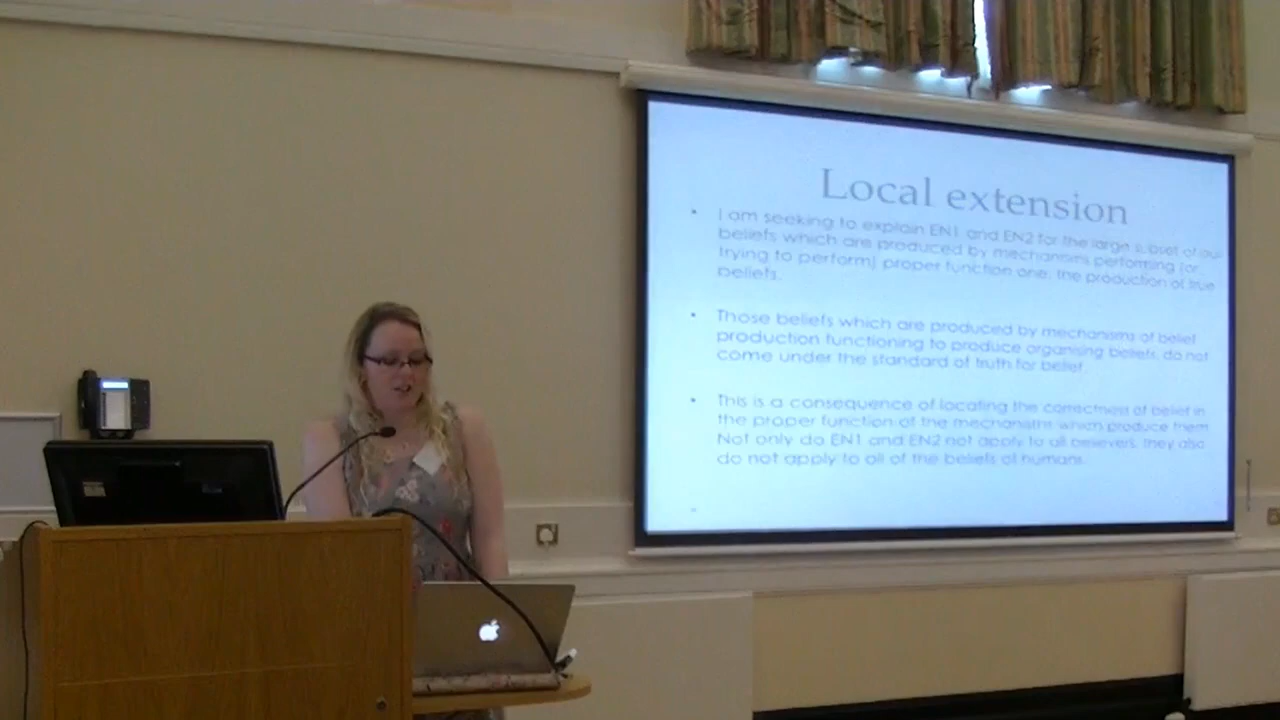 Local extension
• I am seeking to explain EN1 and EN2 for the large subset of our
beliefs which are produced by mechanisms performing (or
trying to perform) proper function one: the production of true
beliefs.
• Those beliefs which are produced by mechanisms of belief
production functioning to produce organising beliefs, do not
come under the standard of truth for belief.
• This is a consequence of locating the correctness of belief in
the proper function of the mechanisms which produce them.
Not only do EN1 and EN2 not apply to all believers, they also
do not apply to all of the beliefs of humans.